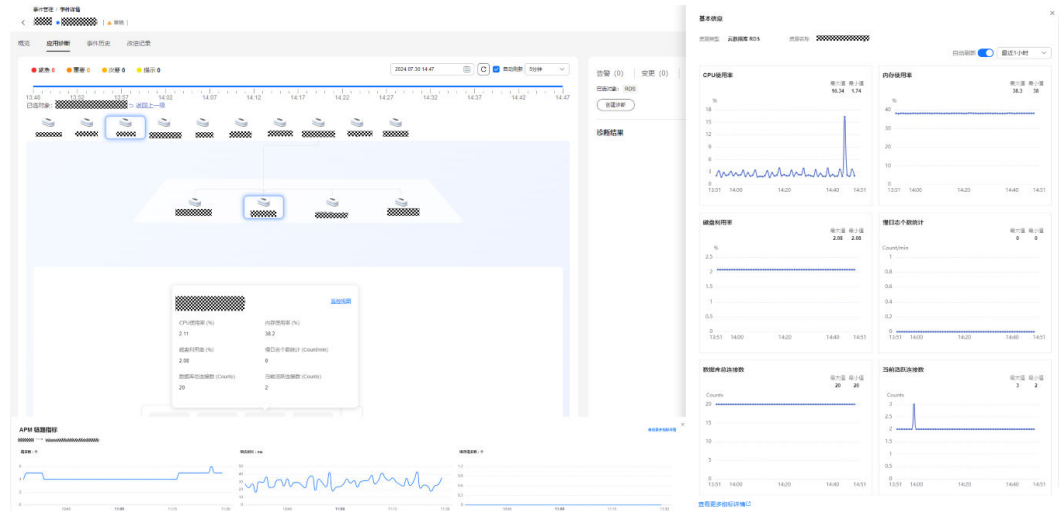 事件管理 / 事件详情
概览 应用诊断 事件历史 改进记录
紧急 0 重要 0 次要 0 提示 0
2024.07.30 14:47
自动刷新 5分钟
13:48 13:52 13:57 14:02 14:07 14:12 14:17 14:22 14:27 14:32 14:37 14:42 14:47
已选对象:
返回上一级
监控视图
CPU使用率 (%) 内存使用率 (%)
2.11 38.2
磁盘利用率 (%) 慢日志个数统计 (Count/min)
2.08 0
数据库总连接数 (Counts) 当前活跃连接数 (Counts)
20 2
告警 (0) 变更 (0)
已选对象: RDS
创建诊断
诊断结果
APM 链路指标
查看更多指标详情
基本信息
资源类型: 云数据库 RDS 资源名称:
自动刷新 最近1小时
CPU使用率
最大值 最小值
16.34 1.74
%
18
15
12
9
6
3
0
13:51 14:00 14:20 14:40 14:51
内存使用率
最大值 最小值
38.3 38
%
40
30
20
10
0
13:51 14:00 14:20 14:40 14:51
磁盘利用率
最大值 最小值
2.08 2.08
%
2.5
2
1.5
1
0.5
0
13:51 14:00 14:20 14:40 14:51
慢日志个数统计
最大值 最小值
0 0
Count/min
1
0.8
0.6
0.4
0.2
0
13:51 14:00 14:20 14:40 14:51
数据库总连接数
最大值 最小值
20 20
Counts
20
15
10
5
0
13:51 14:00 14:20 14:40 14:51
当前活跃连接数
最大值 最小值
3 2
Counts
3
2.5
2
1.5
1
0.5
0
13:51 14:00 14:20 14:40 14:51
查看更多指标详情